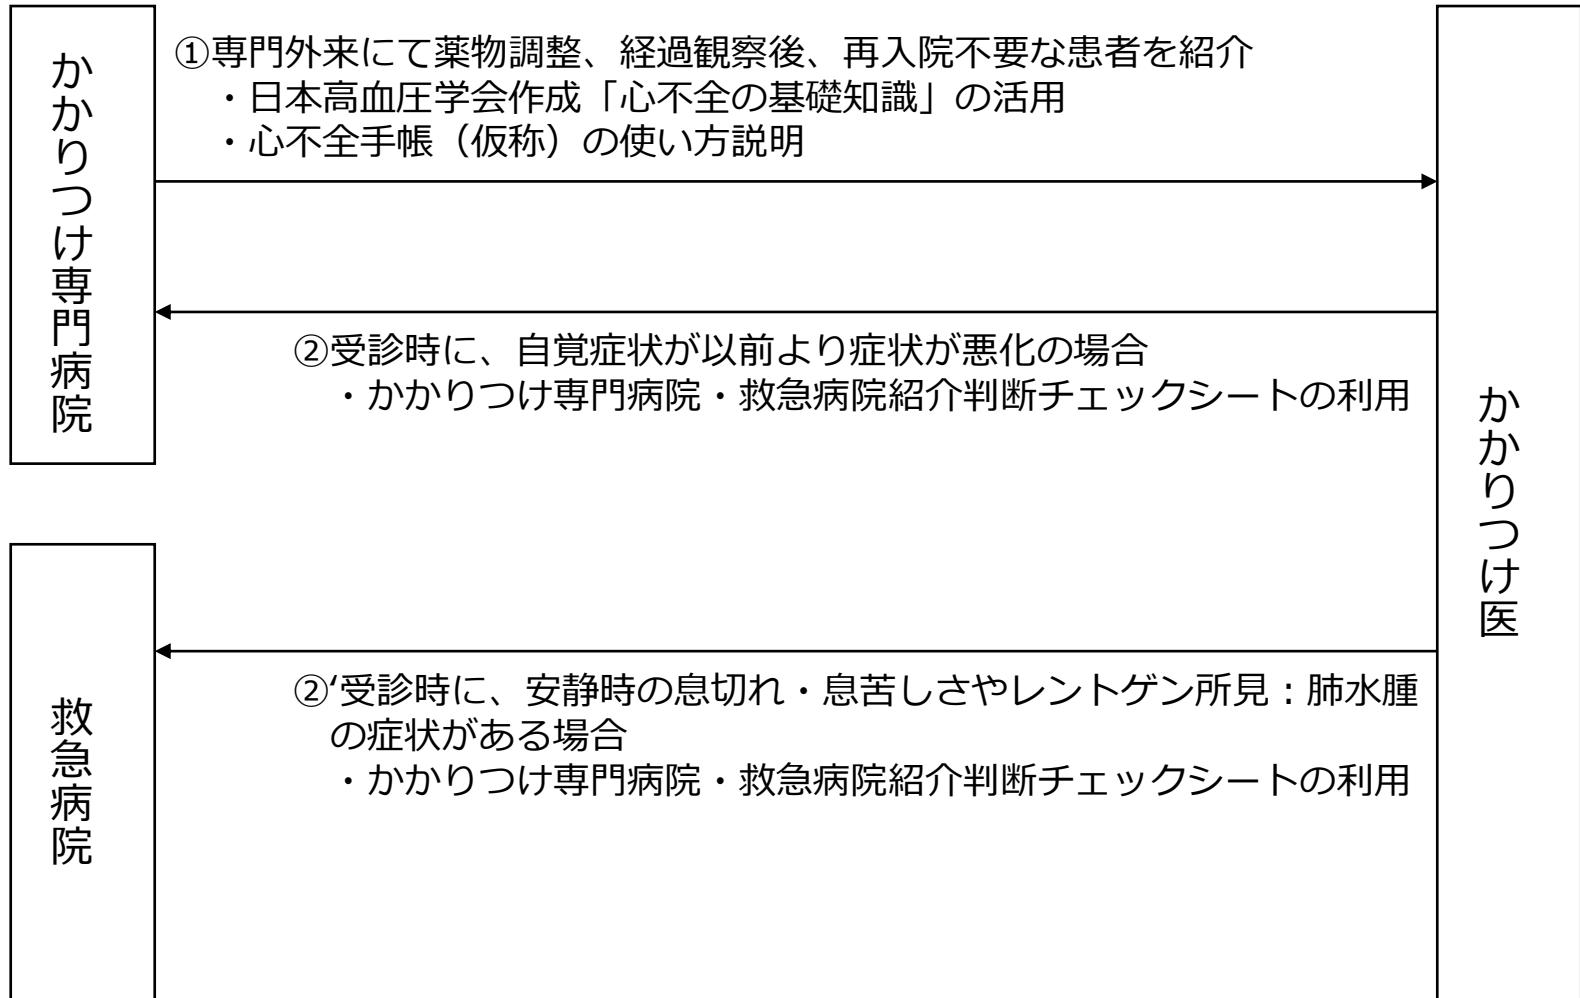 かかりつけ専門病院
①専門外来にて薬物調整、経過観察後、再入院不要な患者を紹介
・日本高血圧学会作成「心不全の基礎知識」の活用
・心不全手帳（仮称）の使い方説明
②受診時に、自覚症状が以前より症状が悪化の場合
・かかりつけ専門病院・救急病院紹介判断チェックシートの利用
かかりつけ医
救急病院
②‘受診時に、安静時の息切れ・息苦しさやレントゲン所見：肺水腫
の症状がある場合
・かかりつけ専門病院・救急病院紹介判断チェックシートの利用